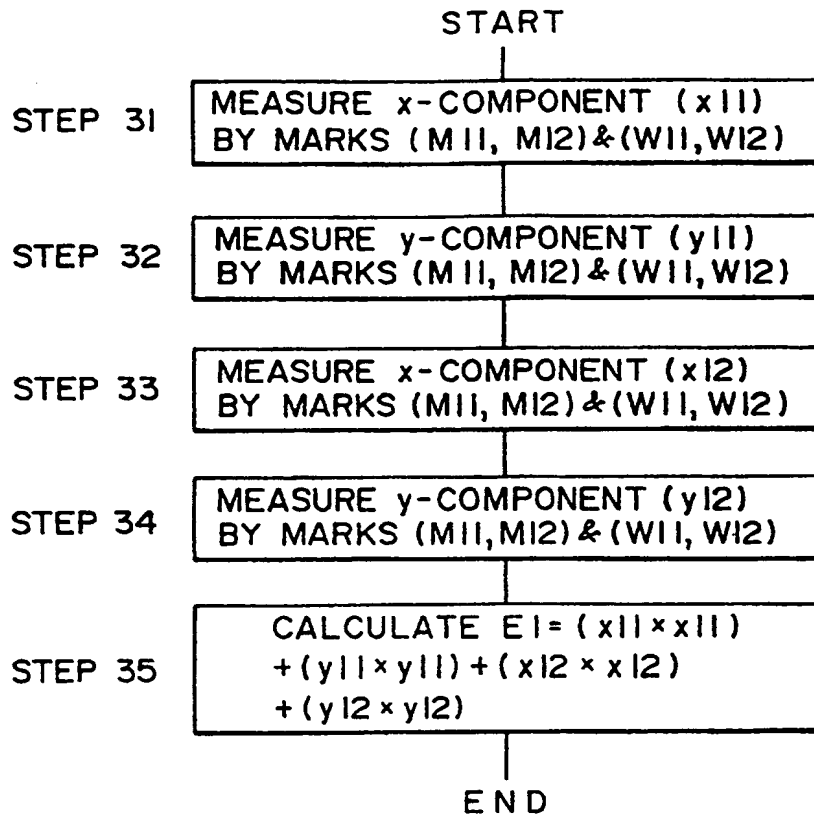 START
STEP 31
MEASURE x-COMPONENT (x11)
BY MARKS (M11, M12) & (W11, W12)
STEP 32
MEASURE y-COMPONENT (y11)
BY MARKS (M11, M12) & (W11, W12)
STEP 33
MEASURE x-COMPONENT (x12)
BY MARKS (M11, M12) & (W11, W12)
STEP 34
MEASURE y-COMPONENT (y12)
BY MARKS (M11, M12) & (W11, W12)
STEP 35
CALCULATE E1 = (x11 × x11)
+ (y11 × y11) + (x12 × x12)
+ (y12 × y12)
END